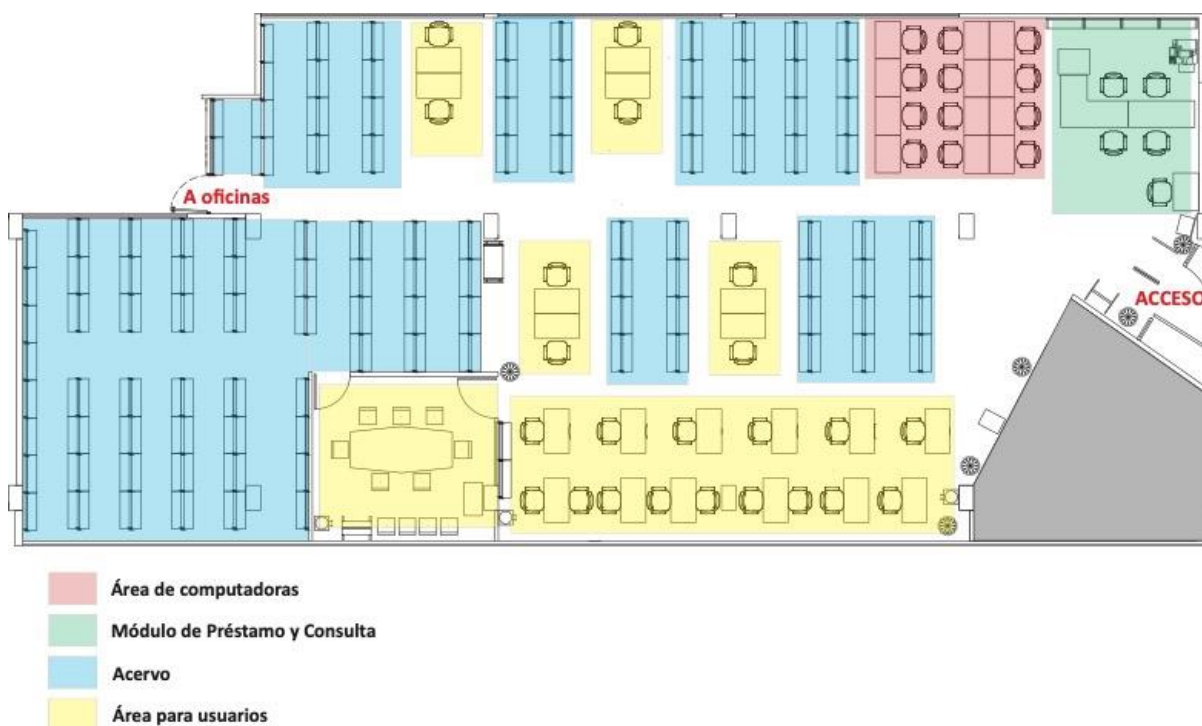 A oficinas
ACCESO
Área de computadoras
Módulo de Préstamo y Consulta
Acervo
Área para usuarios